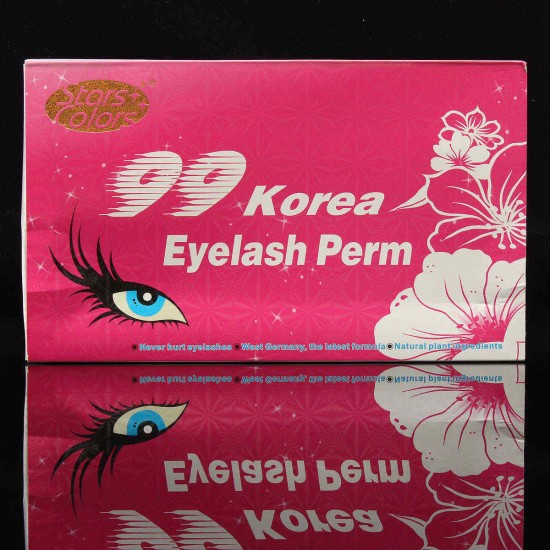 Stars
Colors
99 Korea
Eyelash Perm
Never hurt eyelashes West Germany, the latest formula Natural plant ingredients